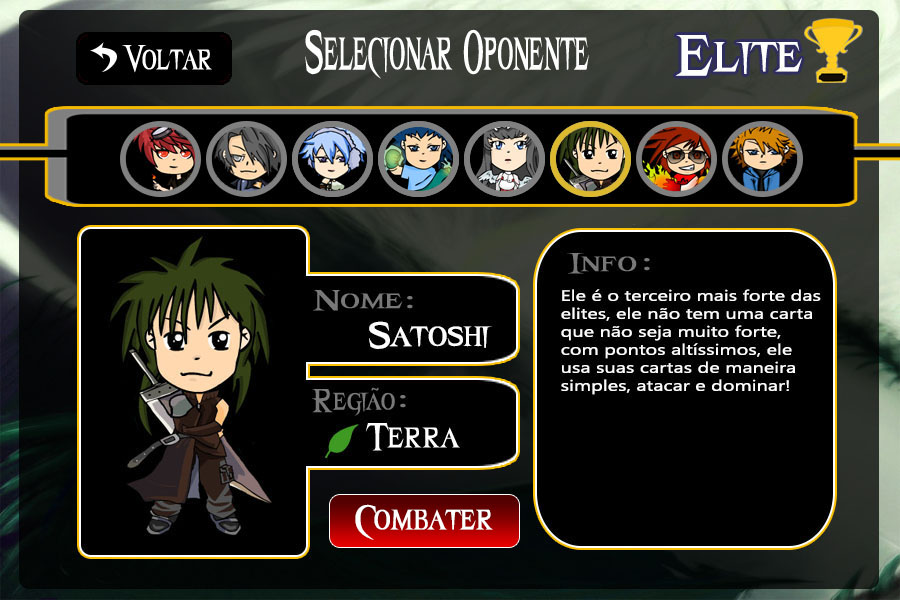 Voltar
Selecionar Oponente
Elite
Nome:
Satoshi
Região:
Terra
Combater
Info:
Ele é o terceiro mais forte das
elites, ele não tem uma carta
que não seja muito forte,
com pontos altíssimos, ele
usa suas cartas de maneira
simples, atacar e dominar!